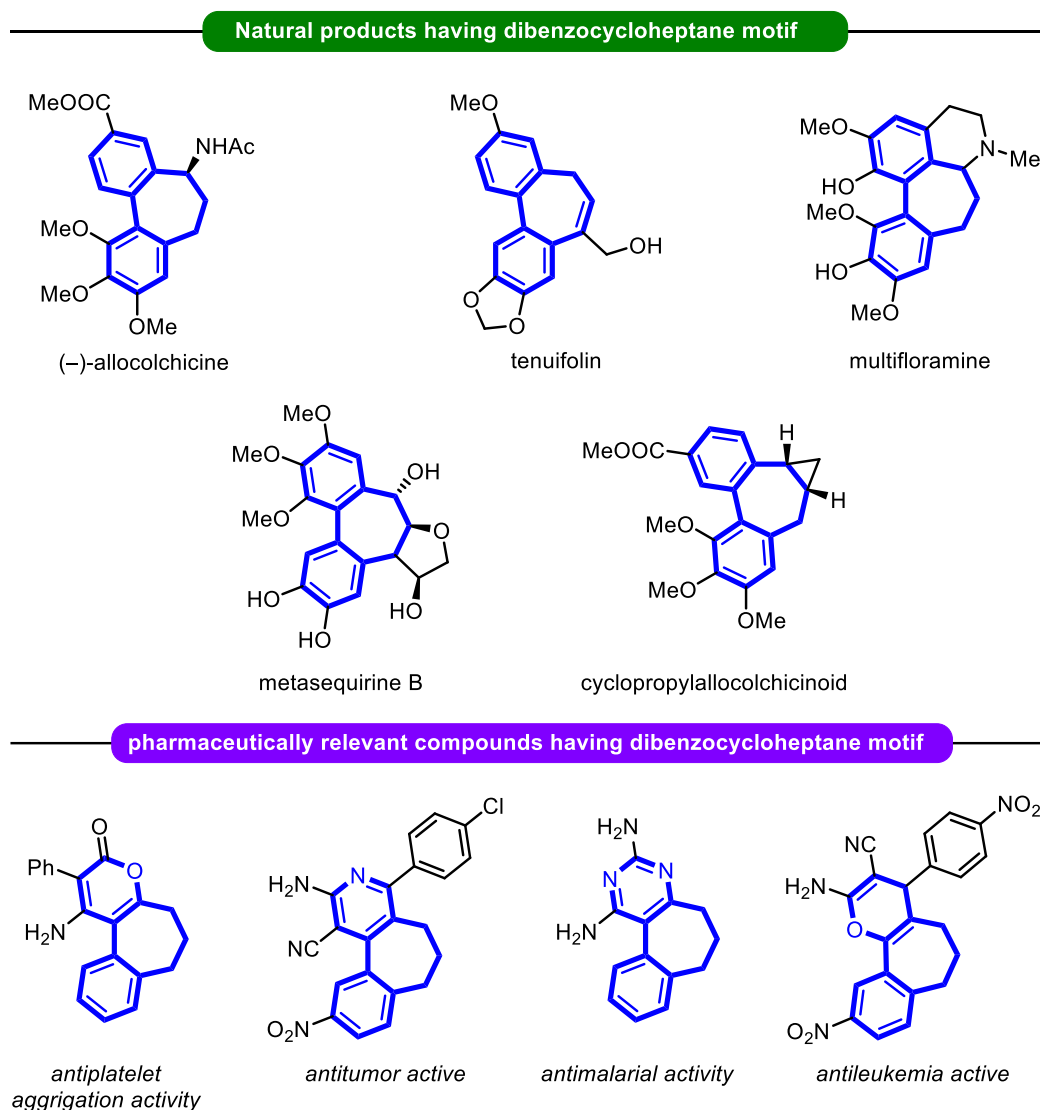 Natural products having dibenzocycloheptane motif
MeOOC
NHAc
MeO
MeO
OMe
(–)-allocolchicine
MeO
OH
O
O
tenuifolin
MeO
N
Me
HO
MeO
HO
MeO
multifloramine
MeO
MeO
OH
MeO
O
HO
HO
HO
metasequirine B
H
MeOOC
H
MeO
MeO
OMe
cyclopropylallocolchicinoid
pharmaceutically relevant compounds having dibenzocycloheptane motif
O
Ph
O
H2N
antiplatelet
aggrigation activity
Cl
N
H2N
NC
O2N
antitumor active
H2N
N
N
H2N
antimalarial activity
NO2
NC
H2N
O
O2N
antileukemia active